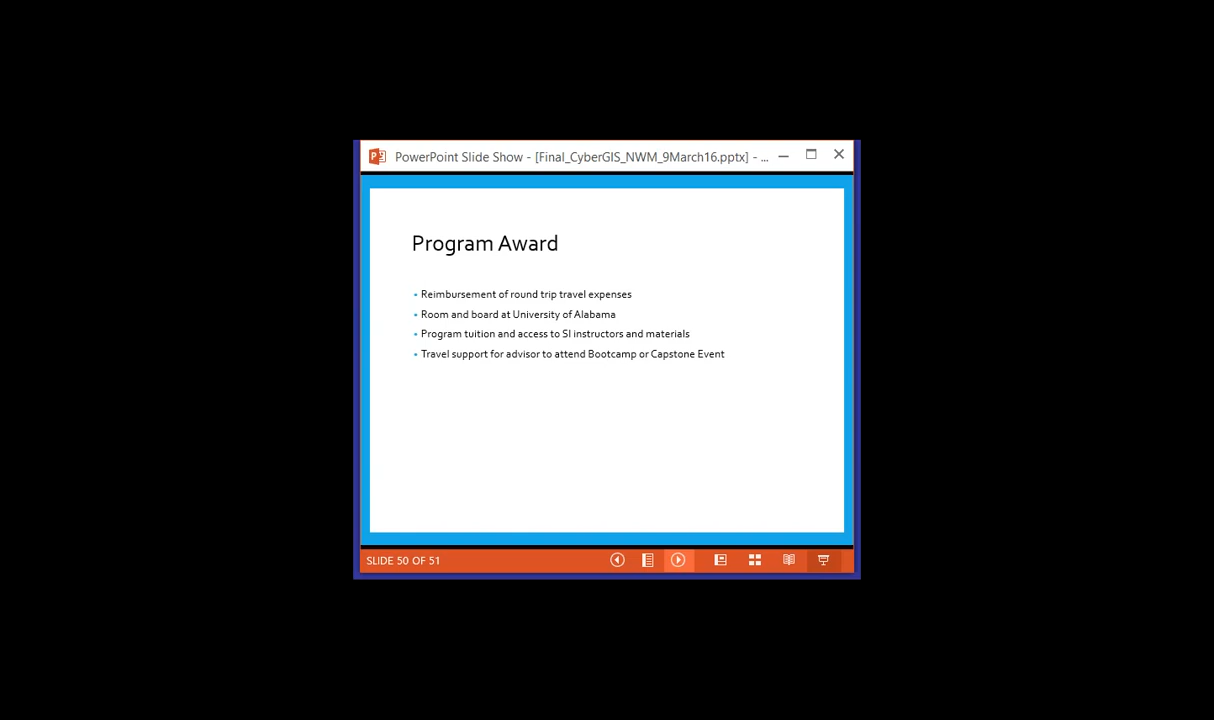 PowerPoint Slide Show - [Final_CyberGIS_NWM_9March16.pptx] - ...
Program Award
▪ Reimbursement of round trip travel expenses
▪ Room and board at University of Alabama
▪ Program tuition and access to SI instructors and materials
▪ Travel support for advisor to attend Bootcamp or Capstone Event
SLIDE 50 OF 51